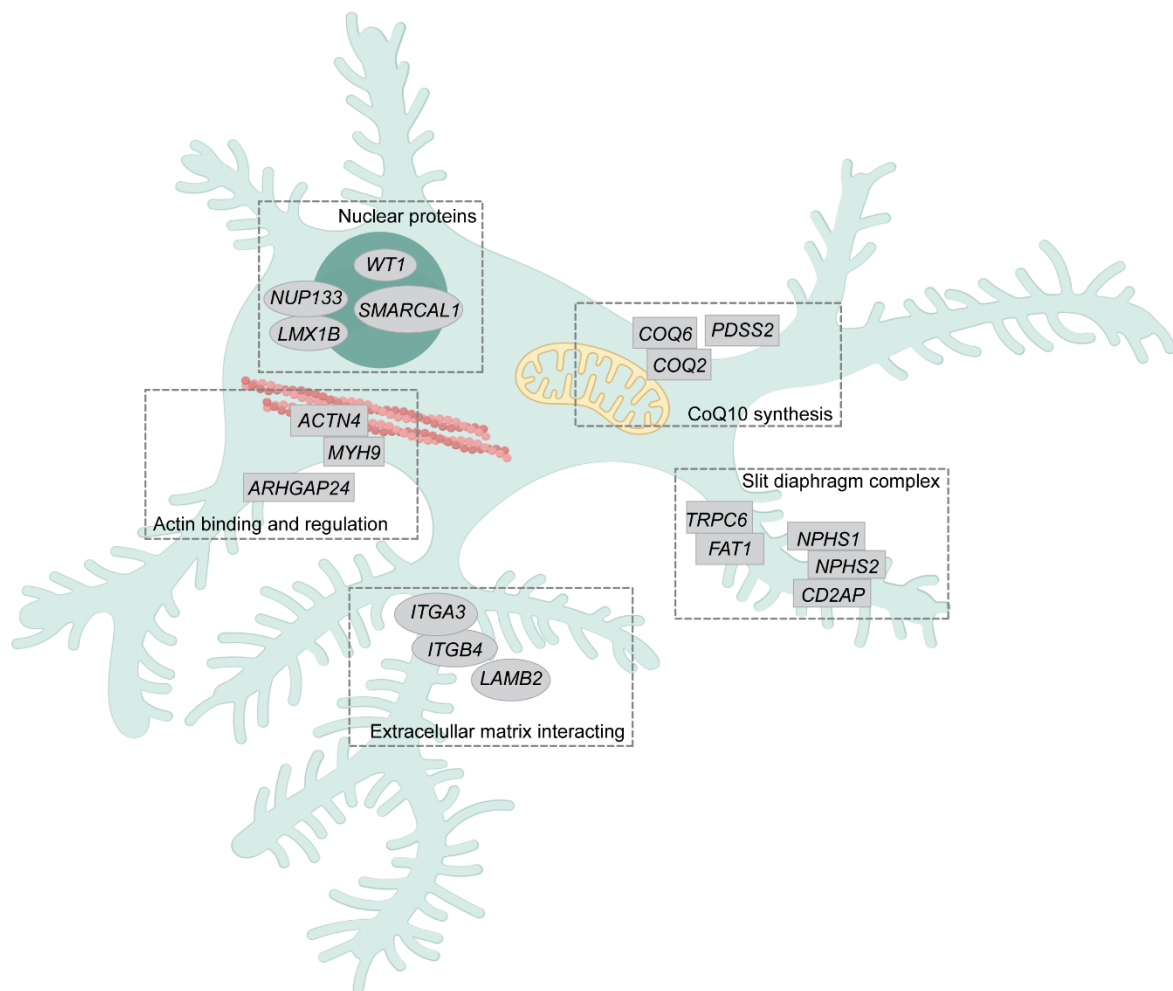 Nuclear proteins
WT1
NUP133
SMARCAL1
LMX1B
COQ6
PDSS2
COQ2
CoQ10 synthesis
ACTN4
MYH9
ARHGAP24
Actin binding and regulation
Slit diaphragm complex
TRPC6
FAT1
NPHS1
NPHS2
CD2AP
ITGA3
ITGB4
LAMB2
Extracelullar matrix interacting